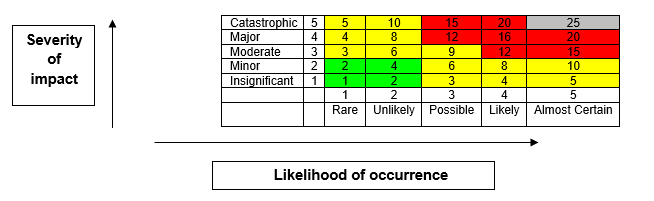 Severity
of
impact
Catastrophic 5 5 10 15 20 25
Major 4 4 8 12 16 20
Moderate 3 3 6 9 12 15
Minor 2 2 4 6 8 10
Insignificant 1 1 2 3 4 5
1 2 3 4 5
Rare Unlikely Possible Likely Almost Certain
Likelihood of occurrence